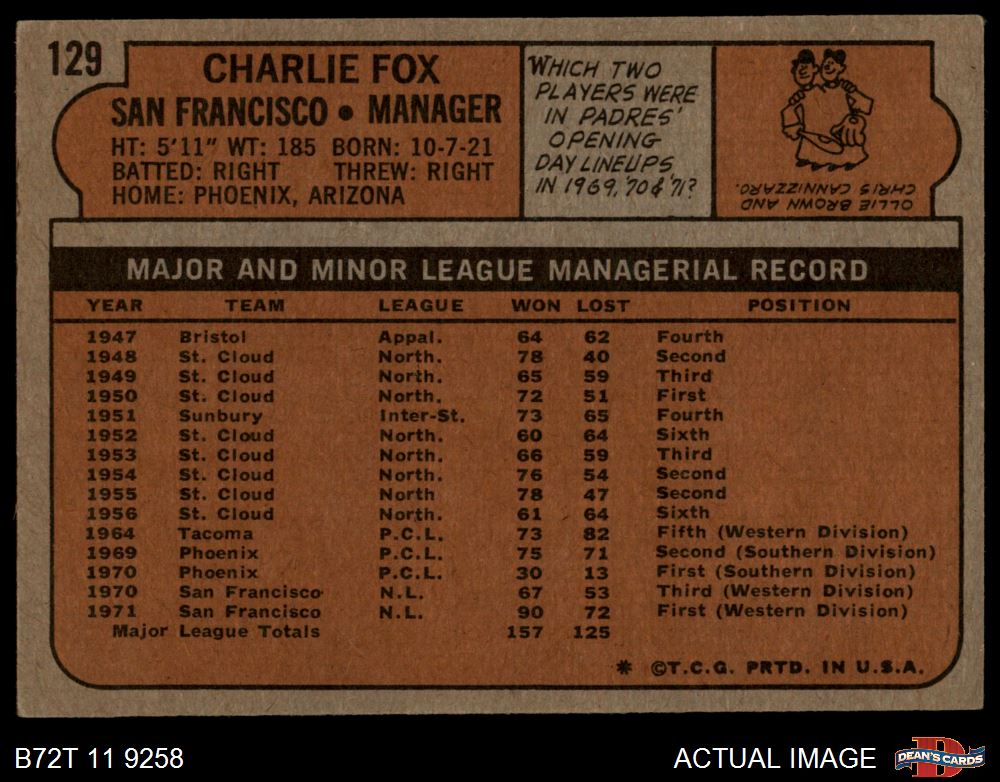 129
CHARLIE FOX
SAN FRANCISCO • MANAGER
HT: 5'11" WT: 185 BORN: 10-7-21
BATTED: RIGHT THREW: RIGHT
HOME: PHOENIX, ARIZONA
WHICH TWO
PLAYERS WERE
IN PADRES'
OPENING
DAY LINEUPS
IN 1969, '70 & '71?
OLLIE BROWN AND
CHRIS CANNIZZARO.
MAJOR AND MINOR LEAGUE MANAGERIAL RECORD
YEAR TEAM LEAGUE WON LOST POSITION
1947 Bristol Appal. 64 62 Fourth
1948 St. Cloud North. 78 40 Second
1949 St. Cloud North. 65 59 Third
1950 St. Cloud North. 72 51 First
1951 Sunbury Inter-St. 73 65 Fourth
1952 St. Cloud North. 60 64 Sixth
1953 St. Cloud North. 66 59 Third
1954 St. Cloud North. 76 54 Second
1955 St. Cloud North 78 47 Second
1956 St. Cloud North. 61 64 Sixth
1964 Tacoma P.C.L. 73 82 Fifth (Western Division)
1969 Phoenix P.C.L. 75 71 Second (Southern Division)
1970 Phoenix P.C.L. 30 13 First (Southern Division)
1970 San Francisco N.L. 67 53 Third (Western Division)
1971 San Francisco N.L. 90 72 First (Western Division)
Major League Totals 157 125
* ©T.C.G. PRTD. IN U.S.A.
B72T 11 9258
ACTUAL IMAGE
D
DEAN'S CARDS